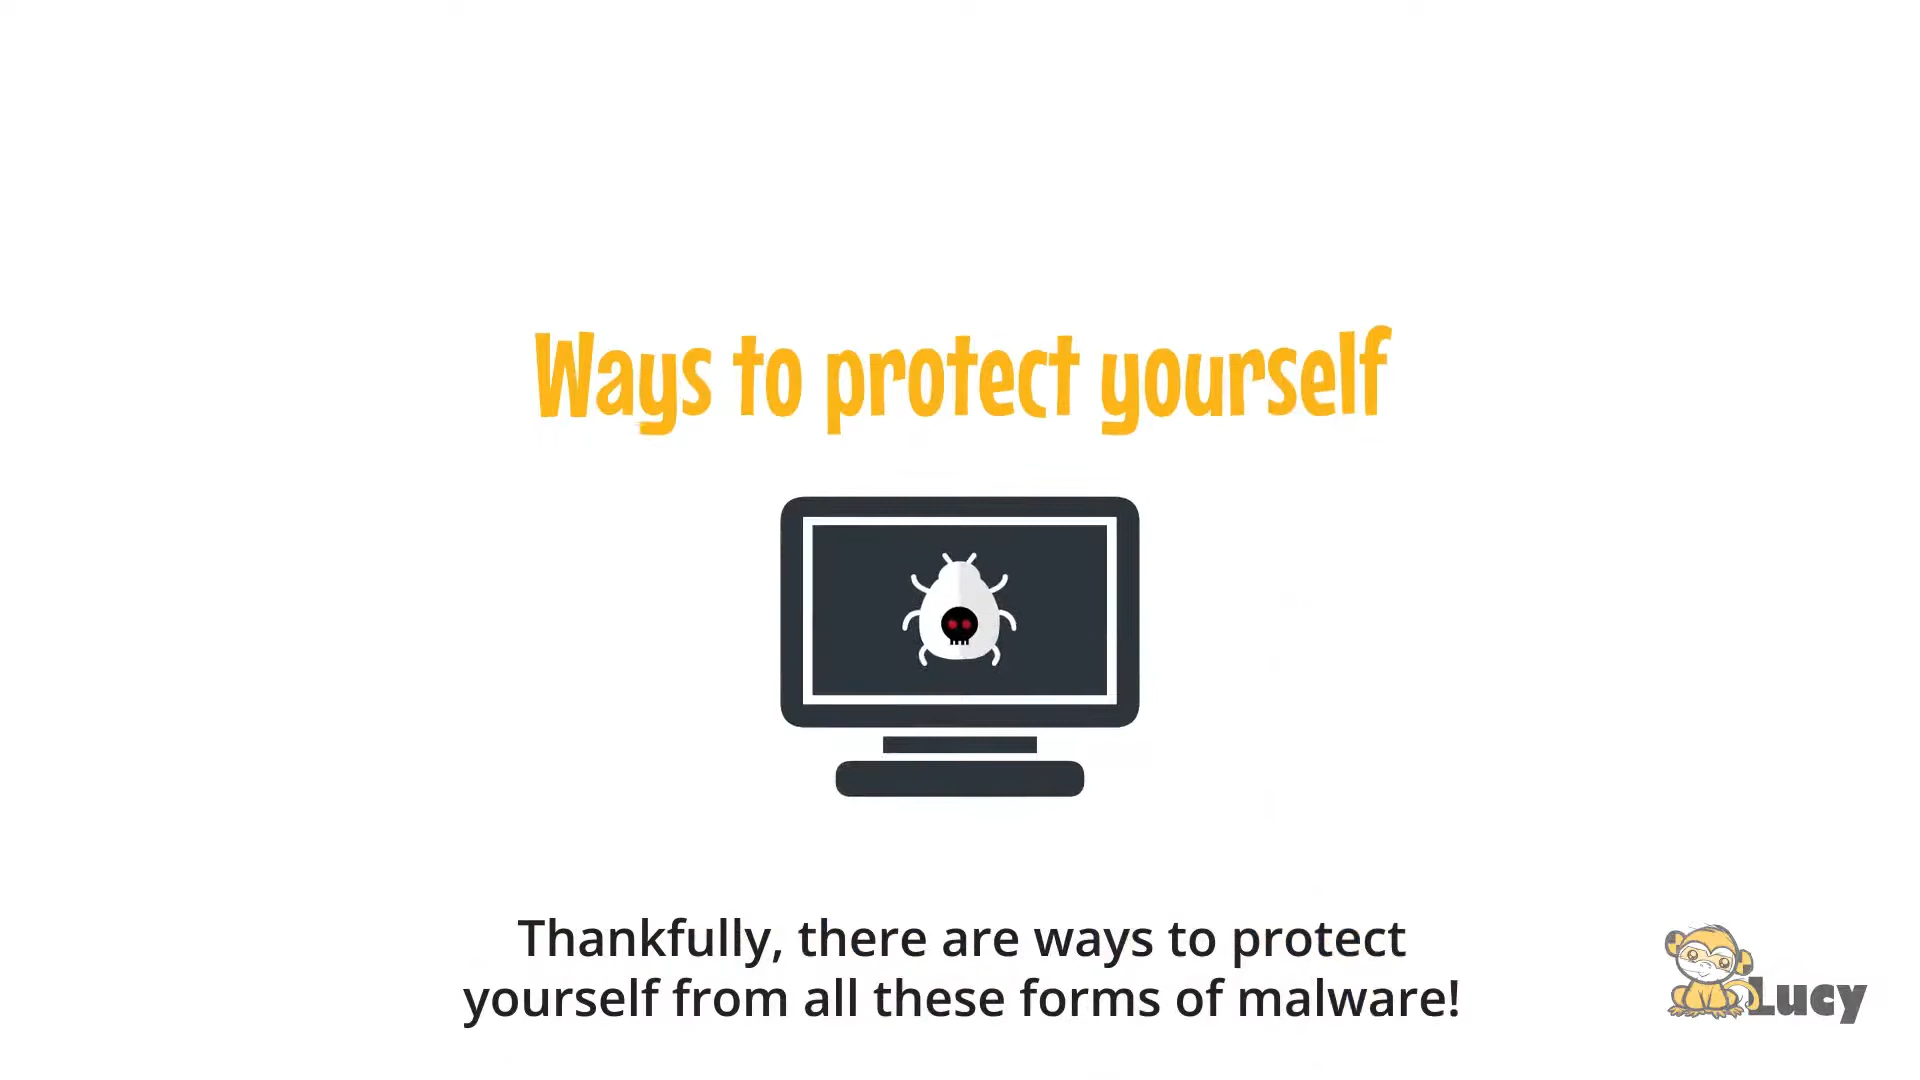 Ways to protect yourself
Thankfully, there are ways to protect
yourself from all these forms of malware!
Lucy